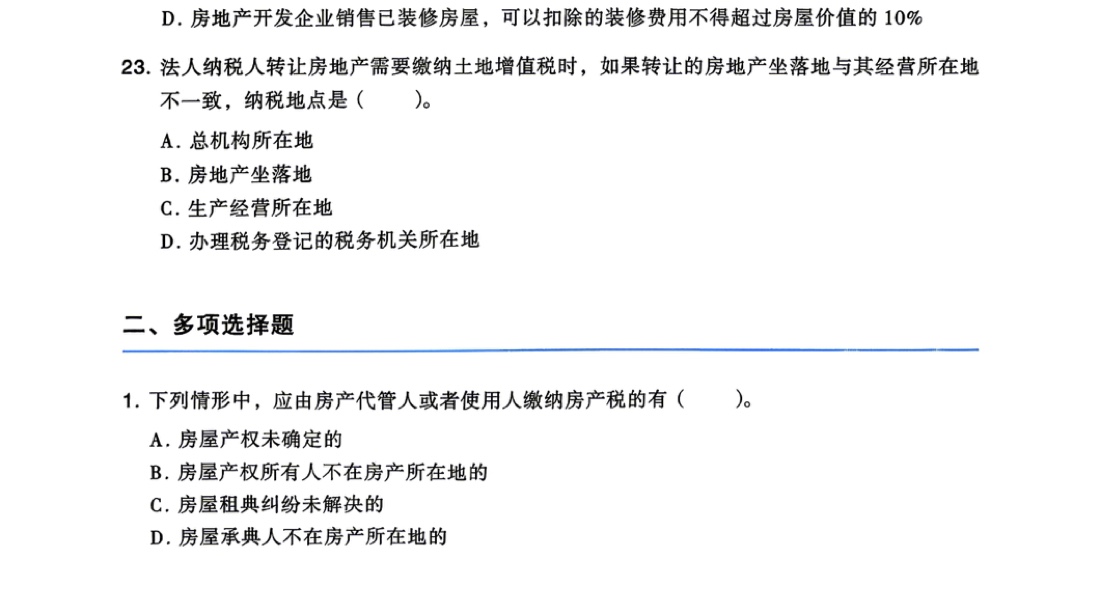 D. 房地产开发企业销售已装修房屋，可以扣除的装修费用不得超过房屋价值的 10%
23. 法人纳税人转让房地产需要缴纳土地增值税时，如果转让的房地产坐落地与其经营所在地
不一致，纳税地点是（　　）。
A. 总机构所在地
B. 房地产坐落地
C. 生产经营所在地
D. 办理税务登记的税务机关所在地
二、多项选择题
1. 下列情形中，应由房产代管人或者使用人缴纳房产税的有（　　）。
A. 房屋产权未确定的
B. 房屋产权所有人不在房产所在地的
C. 房屋租典纠纷未解决的
D. 房屋承典人不在房产所在地的